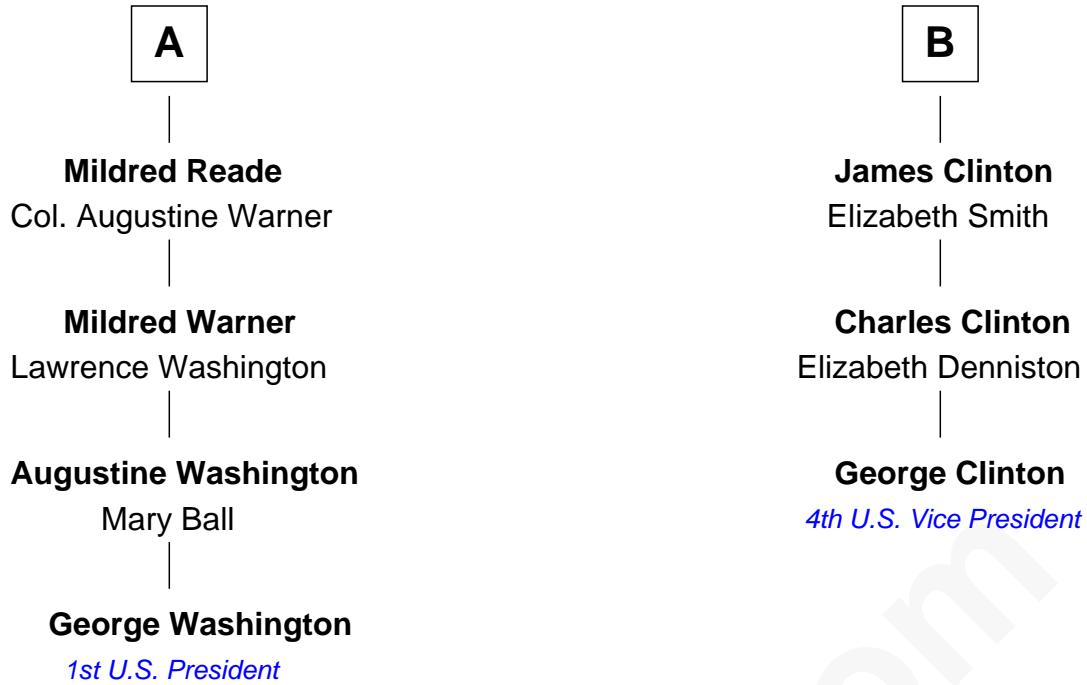 A
Mildred Reade
Col. Augustine Warner
Mildred Warner
Lawrence Washington
Augustine Washington
Mary Ball
George Washington
1st U.S. President
B
James Clinton
Elizabeth Smith
Charles Clinton
Elizabeth Denniston
George Clinton
4th U.S. Vice President